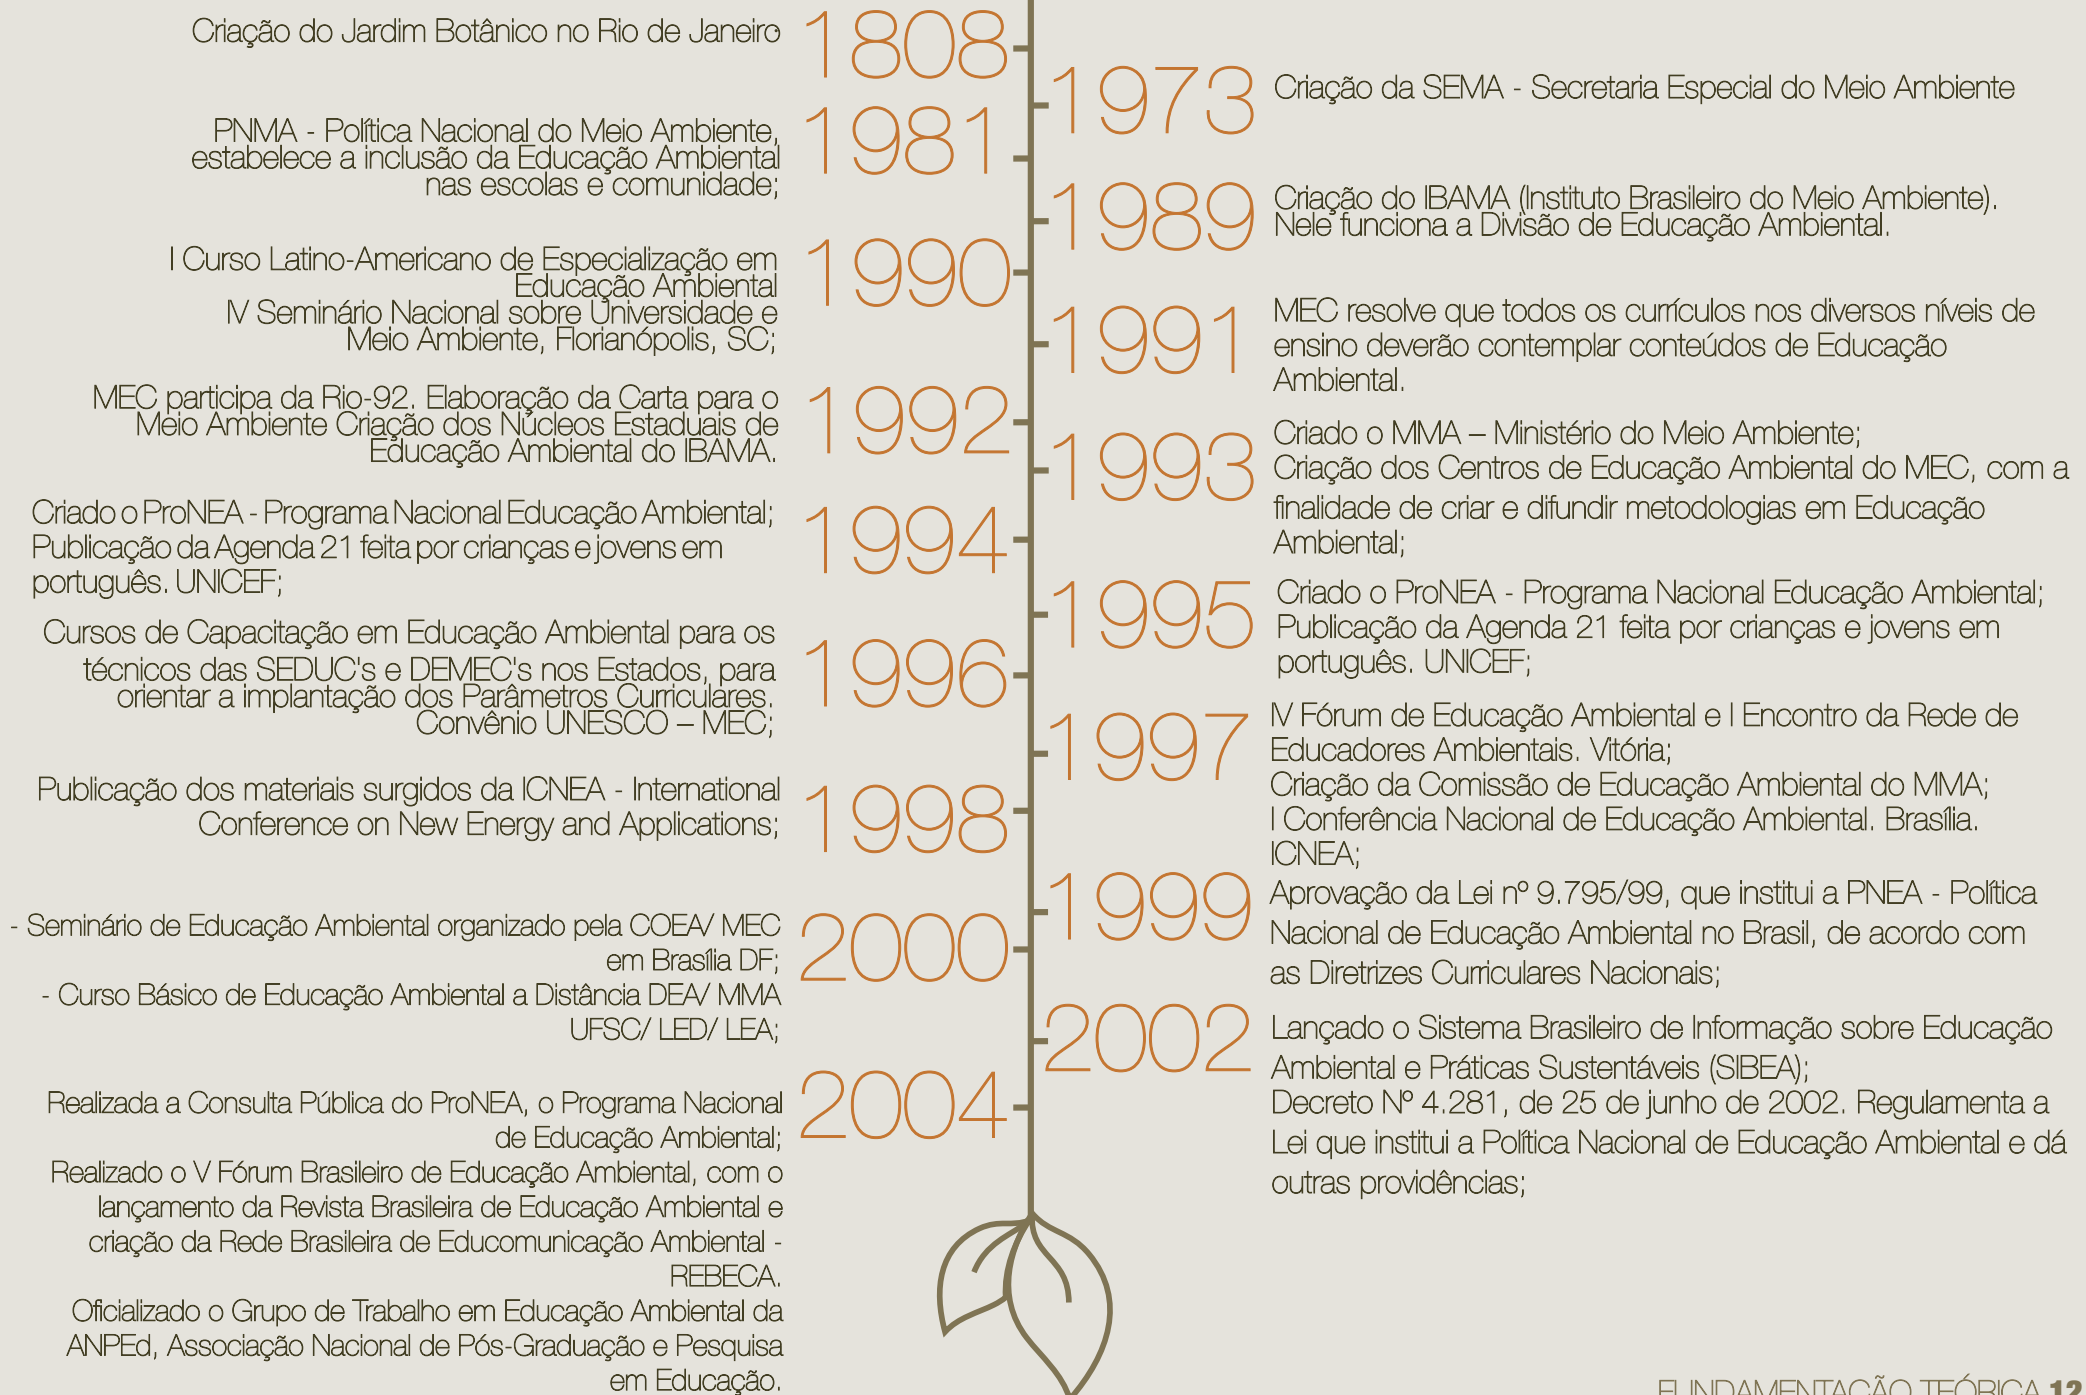 Criação do Jardim Botânico no Rio de Janeiro
1808
1973
Criação da SEMA - Secretaria Especial do Meio Ambiente
PNMA - Política Nacional do Meio Ambiente,
estabelece a inclusão da Educação Ambiental
nas escolas e comunidade;
1981
1989
Criação do IBAMA (Instituto Brasileiro do Meio Ambiente).
Nele funciona a Divisão de Educação Ambiental.
I Curso Latino-Americano de Especialização em
Educação Ambiental
IV Seminário Nacional sobre Universidade e
Meio Ambiente, Florianópolis, SC;
1990
1991
MEC resolve que todos os currículos nos diversos níveis de
ensino deverão contemplar conteúdos de Educação
Ambiental.
MEC participa da Rio-92. Elaboração da Carta para o
Meio Ambiente Criação dos Núcleos Estaduais de
Educação Ambiental do IBAMA.
1992
1993
Criado o MMA – Ministério do Meio Ambiente;
Criação dos Centros de Educação Ambiental do MEC, com a
finalidade de criar e difundir metodologias em Educação
Ambiental;
Criado o ProNEA - Programa Nacional Educação Ambiental;
Publicação da Agenda 21 feita por crianças e jovens em
português. UNICEF;
1994
1995
Criado o ProNEA - Programa Nacional Educação Ambiental;
Publicação da Agenda 21 feita por crianças e jovens em
português. UNICEF;
Cursos de Capacitação em Educação Ambiental para os
técnicos das SEDUC's e DEMEC's nos Estados, para
orientar a implantação dos Parâmetros Curriculares.
Convênio UNESCO – MEC;
1996
1997
IV Fórum de Educação Ambiental e I Encontro da Rede de
Educadores Ambientais. Vitória;
Criação da Comissão de Educação Ambiental do MMA;
I Conferência Nacional de Educação Ambiental. Brasília.
ICNEA;
Publicação dos materiais surgidos da ICNEA - International
Conference on New Energy and Applications;
1998
1999
Aprovação da Lei nº 9.795/99, que institui a PNEA - Política
Nacional de Educação Ambiental no Brasil, de acordo com
as Diretrizes Curriculares Nacionais;
- Seminário de Educação Ambiental organizado pela COEA/ MEC
em Brasília DF;
- Curso Básico de Educação Ambiental a Distância DEA/ MMA
UFSC/ LED/ LEA;
2000
2002
Lançado o Sistema Brasileiro de Informação sobre Educação
Ambiental e Práticas Sustentáveis (SIBEA);
Decreto Nº 4.281, de 25 de junho de 2002. Regulamenta a
Lei que institui a Política Nacional de Educação Ambiental e dá
outras providências;
Realizada a Consulta Pública do ProNEA, o Programa Nacional
de Educação Ambiental;
Realizado o V Fórum Brasileiro de Educação Ambiental, com o
lançamento da Revista Brasileira de Educação Ambiental e
criação da Rede Brasileira de Educomunicação Ambiental -
REBECA.
Oficializado o Grupo de Trabalho em Educação Ambiental da
ANPEd, Associação Nacional de Pós-Graduação e Pesquisa
em Educação.
2004
FUNDAMENTAÇÃO TEÓRICA 12